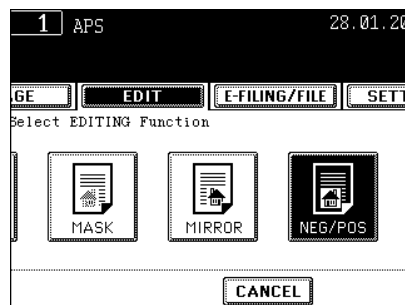 1 APS 28.01.20
.GE EDIT E-FILING/FILE SETT
Select EDITING Function
MASK MIRROR NEG/POS
CANCEL